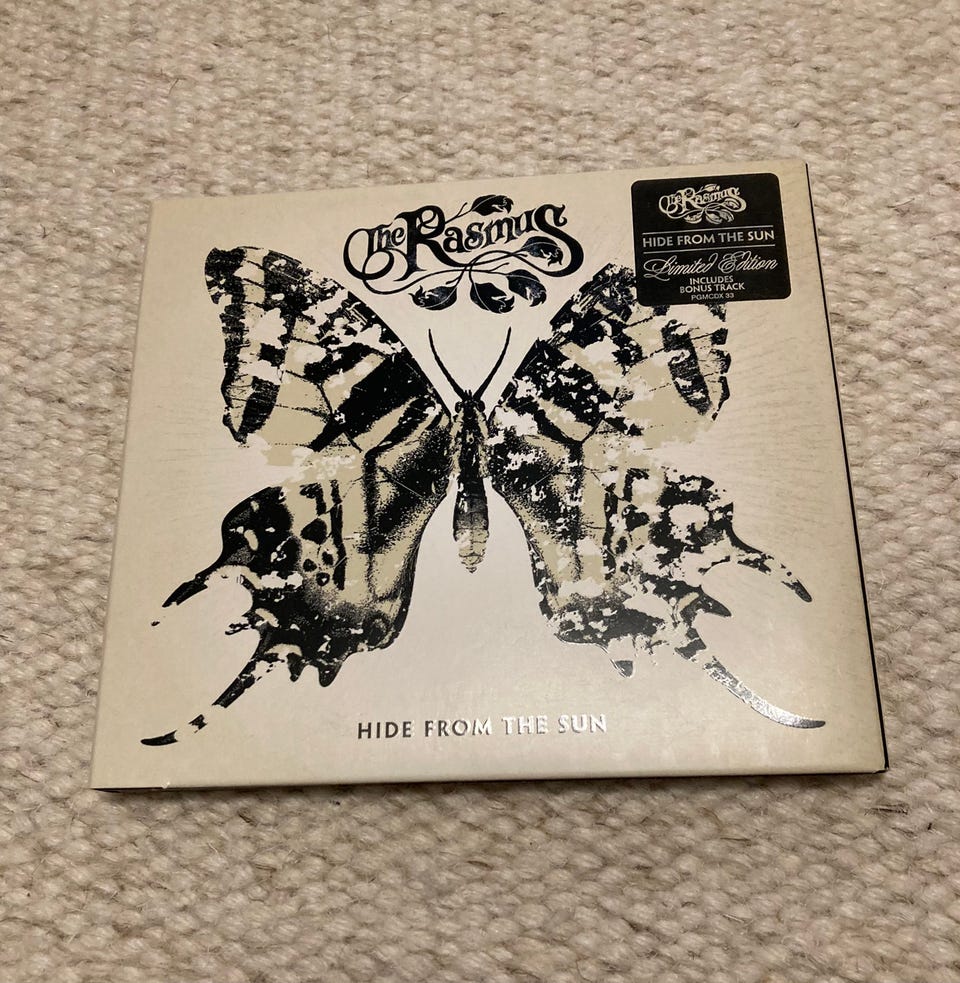 The Rasmus
The Rasmus
HIDE FROM THE SUN
Limited Edition
INCLUDES
BONUS TRACK
PGMCDX 33
HIDE FROM THE SUN